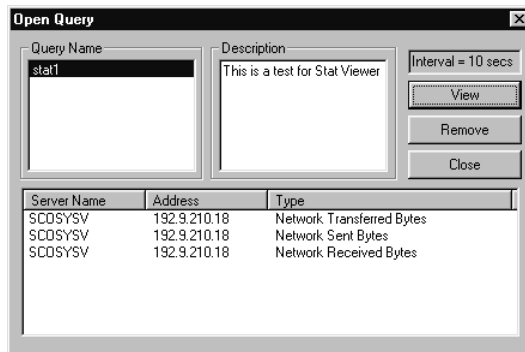 Open Query
Query Name
stat1
Description
This is a test for Stat Viewer
Interval = 10 secs
View
Remove
Close
Server Name Address Type
SCOSYSV 192.9.210.18 Network Transferred Bytes
SCOSYSV 192.9.210.18 Network Sent Bytes
SCOSYSV 192.9.210.18 Network Received Bytes